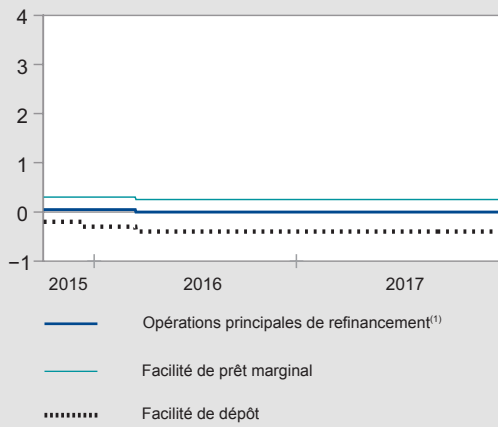 4
3
2
1
0
−1
2015 2016 2017
Opérations principales de refinancement(1)
Facilité de prêt marginal
Facilité de dépôt